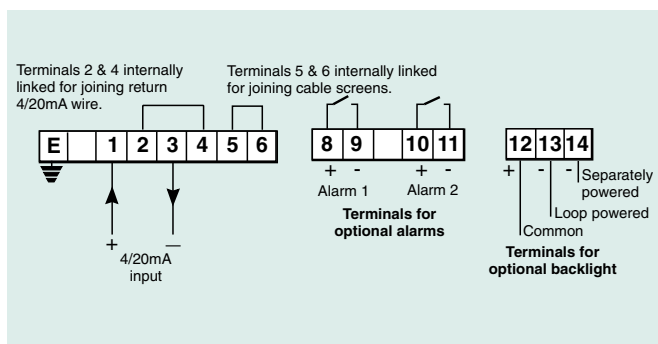 Terminals 2 & 4 internally
linked for joining return
4/20mA wire.
Terminals 5 & 6 internally linked
for joining cable screens.
E 1 2 3 4 5 6
8 9 10 11
12 13 14
+ - + -
Alarm 1 Alarm 2
Terminals for
optional alarms
+ —
4/20mA
input
+ - -
Separately
powered
Loop powered
Common
Terminals for
optional backlight